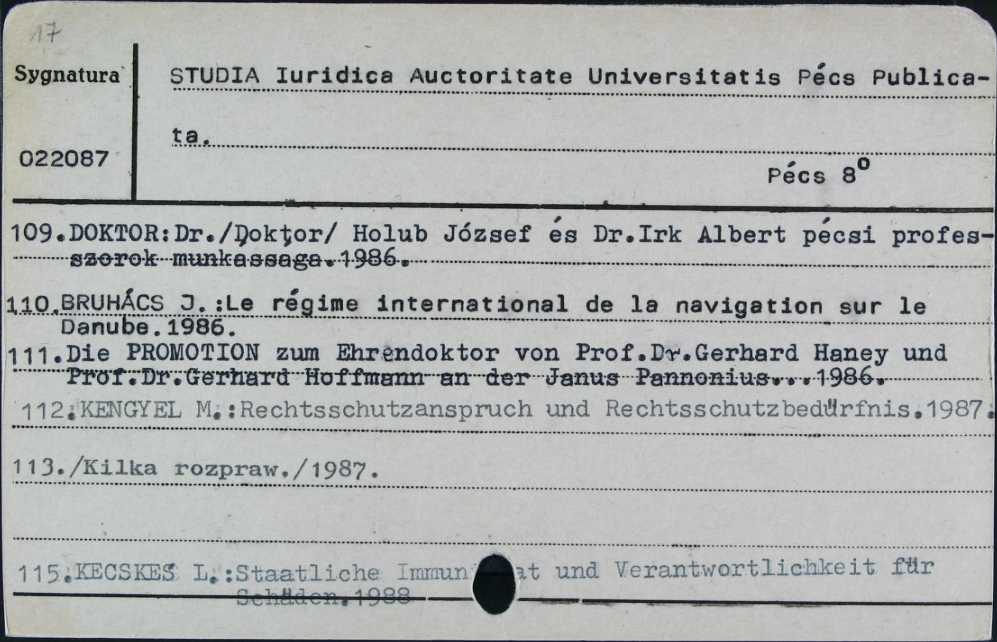 17
Sygnatura
STUDIA Iuridica Auctoritate Universitatis Pécs Publica-
ta.
022087
Pécs 8⁰
109.DOKTOR:Dr./Doktor/ Holub József és Dr.Irk Albert pécsi profes-
szorok munkassaga.1986.
110.BRUHÁCS J.:Le régime international de la navigation sur le
Danube.1986.
111.Die PROMOTION zum Ehrendoktor von Prof.Dr.Gerhard Haney und
Prof.Dr.Gerhard Hoffmann an der Janus Pannonius...1986.
112.KENGYEL M.:Rechtsschutzanspruch und Rechtsschutzbedürfnis.1987.
113./Kilka rozpraw./1987.
115.KECSKES L.:Staatliche und Verantwortlichkeit für
Schäden.1988